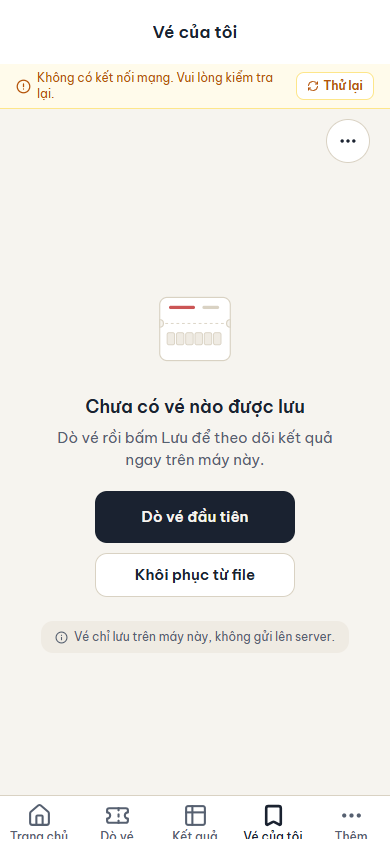 Vé của tôi
Không có kết nối mạng. Vui lòng kiểm tra
lại.
Thử lại
Chưa có vé nào được lưu
Dò vé rồi bấm Lưu để theo dõi kết quả
ngay trên máy này.
Dò vé đầu tiên
Khôi phục từ file
Vé chỉ lưu trên máy này, không gửi lên server.
Trang chủ
Dò vé
Kết quả
Vé của tôi
Thêm